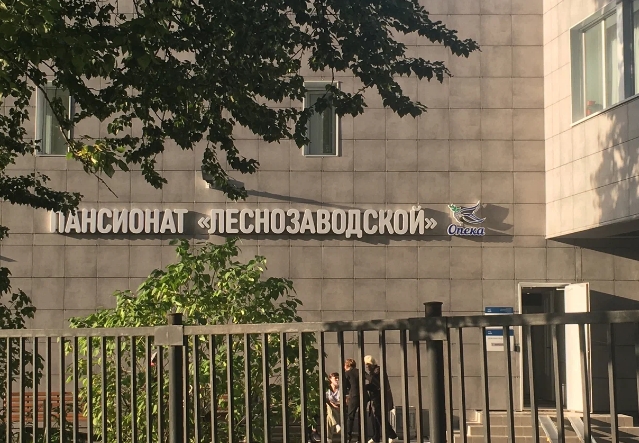 ПАНСИОНАТ «ЛЕСНОЗАВОДСКОЙ»
Опека